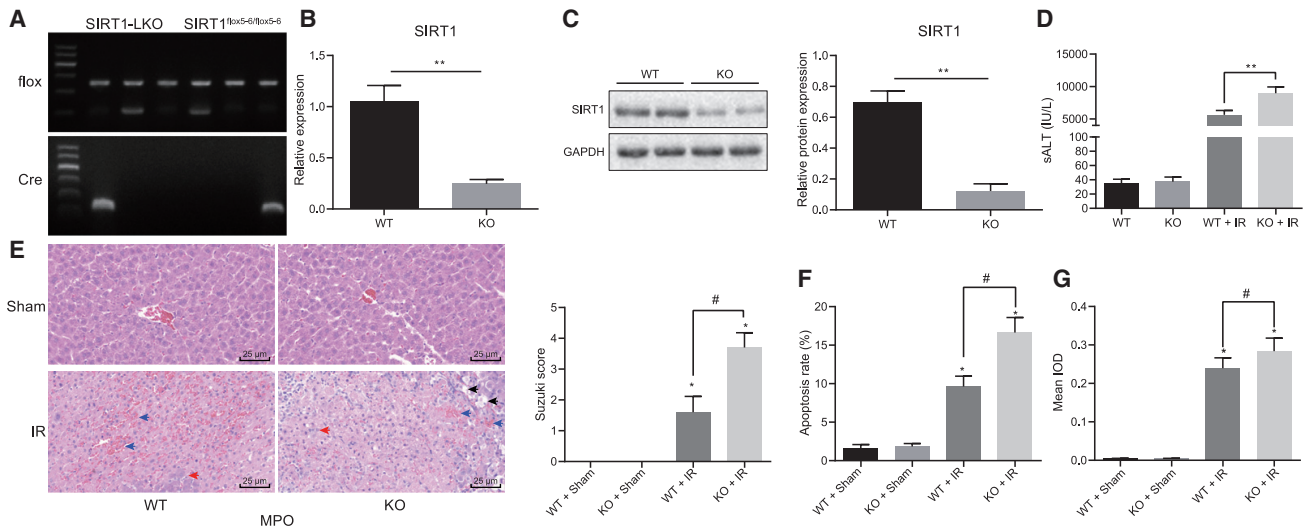 A
SIRT1-LKO SIRT1flox5-6/flox5-6
flox
Cre
B
SIRT1
Relative expression
1.5
1.0
0.5
0.0
**
WT KO
C
WT KO
SIRT1
GAPDH
SIRT1
Relative protein expression
0.8
0.6
0.4
0.2
0.0
**
WT KO
D
sALT (IU/L)
15000
10000
5000
100
80
60
40
20
0
**
WT KO WT + IR KO + IR
E
Sham
25 µm 25 µm
IR
25 µm 25 µm
WT KO
MPO
Suzuki score
5
4
3
2
1
0
#
* *
WT + Sham KO + Sham WT + IR KO + IR
F
Apoptosis rate (%)
20
15
10
5
0
#
* *
WT + Sham KO + Sham WT + IR KO + IR
G
Mean IOD
0.4
0.3
0.2
0.1
0.0
#
* *
WT + Sham KO + Sham WT + IR KO + IR